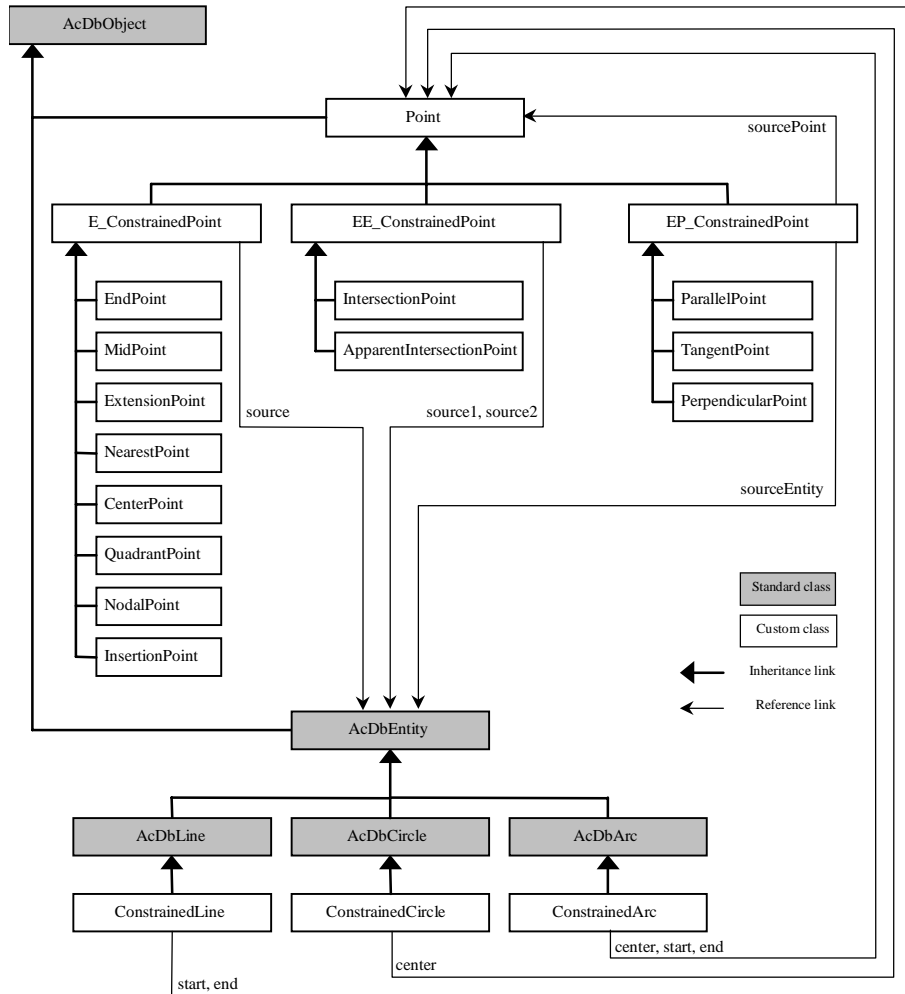 AcDbObject
Point
sourcePoint
E_ConstrainedPoint
EE_ConstrainedPoint
EP_ConstrainedPoint
EndPoint
IntersectionPoint
ParallelPoint
MidPoint
ApparentIntersectionPoint
TangentPoint
ExtensionPoint
PerpendicularPoint
source
source1, source2
NearestPoint
sourceEntity
CenterPoint
QuadrantPoint
NodalPoint
InsertionPoint
Standard class
Custom class
Inheritance link
Reference link
AcDbEntity
AcDbLine
AcDbCircle
AcDbArc
ConstrainedLine
ConstrainedCircle
ConstrainedArc
center, start, end
center
start, end